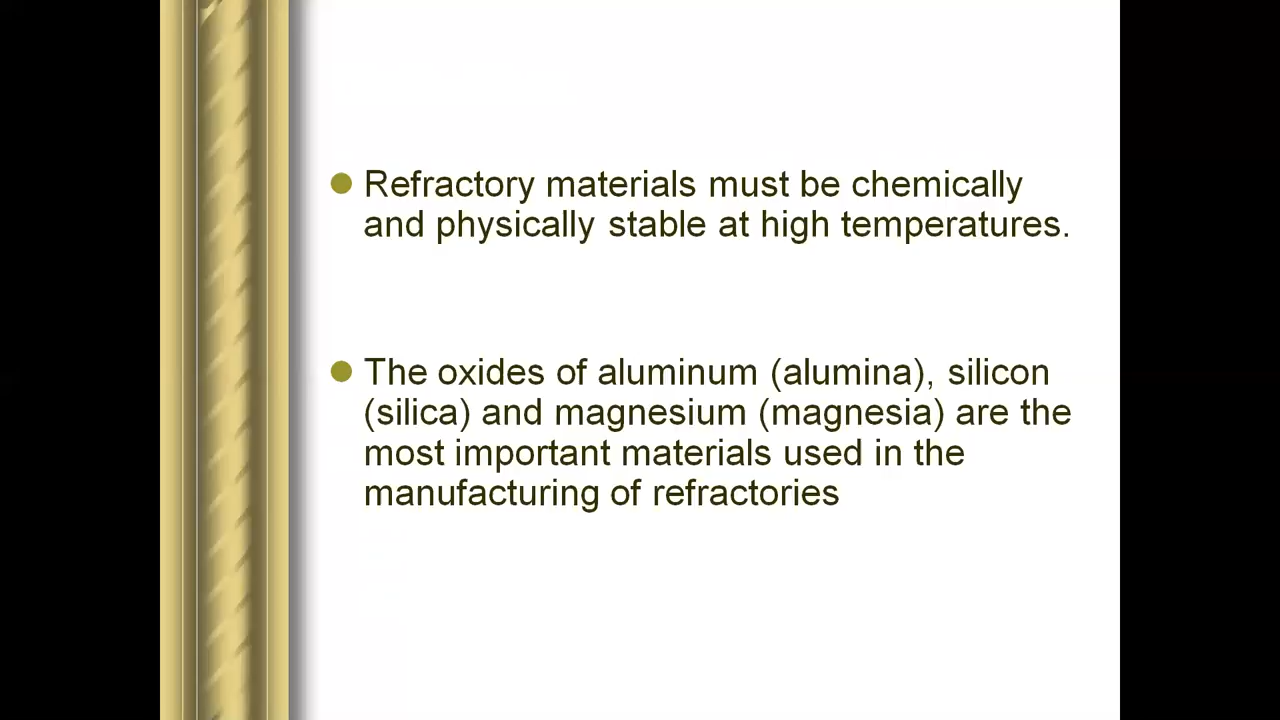 Refractory materials must be chemically
and physically stable at high temperatures.
The oxides of aluminum (alumina), silicon
(silica) and magnesium (magnesia) are the
most important materials used in the
manufacturing of refractories